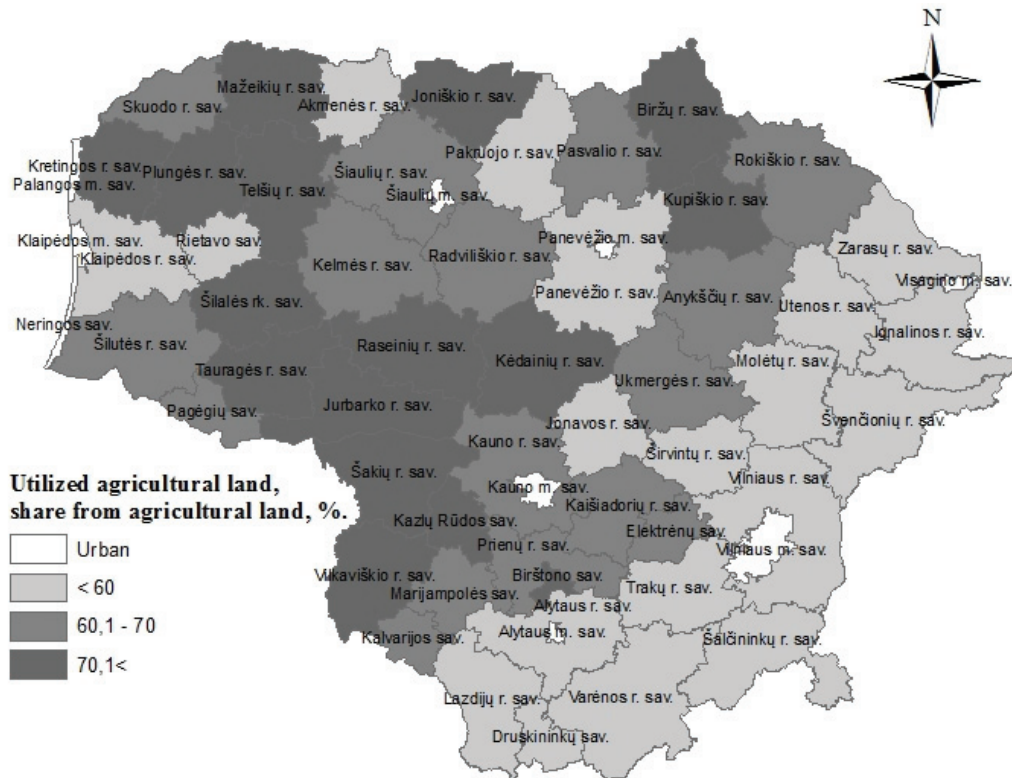 N
Mažeikių r. sav.
Skuodo r. sav.
Akmenės r. sav.
Joniškio r. sav.
Biržų r. sav.
Kretingos r. sav.
Plungės r. sav.
Šiaulių r. sav.
Pakruojo r. sav.
Pasvalio r. sav.
Rokiškio r. sav.
Palangos m. sav.
Telšių r. sav.
Šiaulių m. sav.
Kupiškio r. sav.
Klaipėdos m. sav.
Rietavo sav.
Panevėžio m. sav.
Zarasų r. sav.
Klaipėdos r. sav.
Kelmės r. sav.
Radviliškio r. sav.
Visagino m. sav.
Šilalės rk. sav.
Panevėžio r. sav.
Anykščių r. sav.
Utenos r. sav.
Neringos sav.
Ignalinos r. sav.
Šilutės r. sav.
Raseinių r. sav.
Kėdainių r. sav.
Molėtų r. sav.
Tauragės r. sav.
Ukmergės r. sav.
Pagėgių sav.
Jurbarko r. sav.
Jonavos r. sav.
Švenčionių r. sav.
Kauno r. sav.
Širvintų r. sav.
Šakių r. sav.
Vilniaus r. sav.
Kauno m. sav.
Kaišiadorių r. sav.
Kazlų Rūdos sav.
Elektrėnų sav.
Prienų r. sav.
Vilniaus m. sav.
Vilkaviškio r. sav.
Birštono sav.
Trakų r. sav.
Marijampolės sav.
Alytaus r. sav.
Kalvarijos sav.
Alytaus m. sav.
Šalčininkų r. sav.
Lazdijų r. sav.
Varėnos r. sav.
Druskininkų sav.
Utilized agricultural land,
share from agricultural land, %.
Urban
< 60
60,1 - 70
70,1<